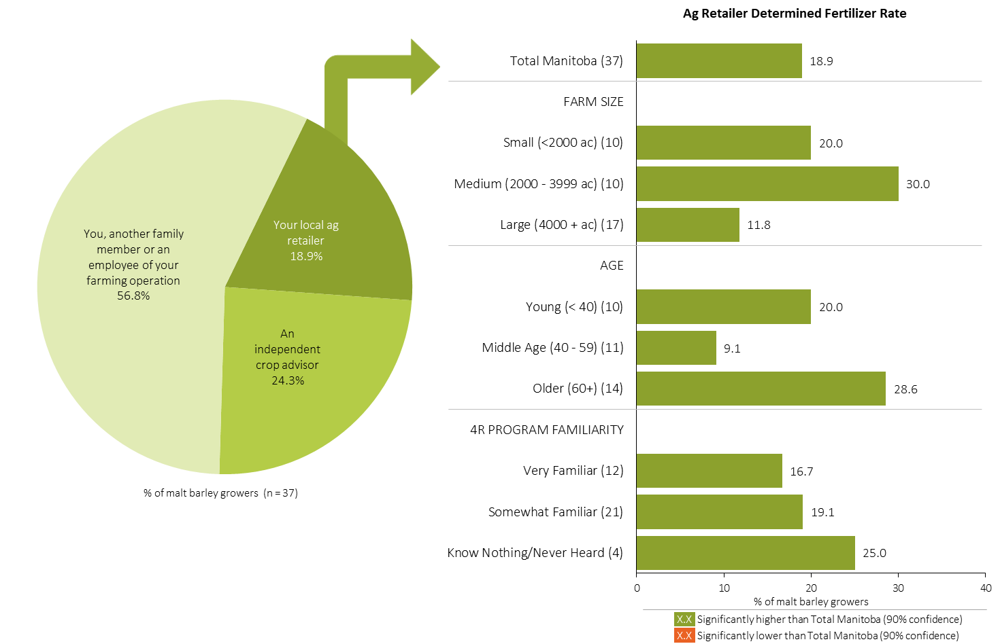 Ag Retailer Determined Fertilizer Rate
You, another family
member or an
employee of your
farming operation
56.8%
Your local ag
retailer
18.9%
An
independent
crop advisor
24.3%
% of malt barley growers (n = 37)
Total Manitoba (37)
18.9
FARM SIZE
Small (<2000 ac) (10)
20.0
Medium (2000 - 3999 ac) (10)
30.0
Large (4000 + ac) (17)
11.8
AGE
Young (< 40) (10)
20.0
Middle Age (40 - 59) (11)
9.1
Older (60+) (14)
28.6
4R PROGRAM FAMILIARITY
Very Familiar (12)
16.7
Somewhat Familiar (21)
19.1
Know Nothing/Never Heard (4)
25.0
0 10 20 30 40
% of malt barley growers
X.X Significantly higher than Total Manitoba (90% confidence)
X.X Significantly lower than Total Manitoba (90% confidence)